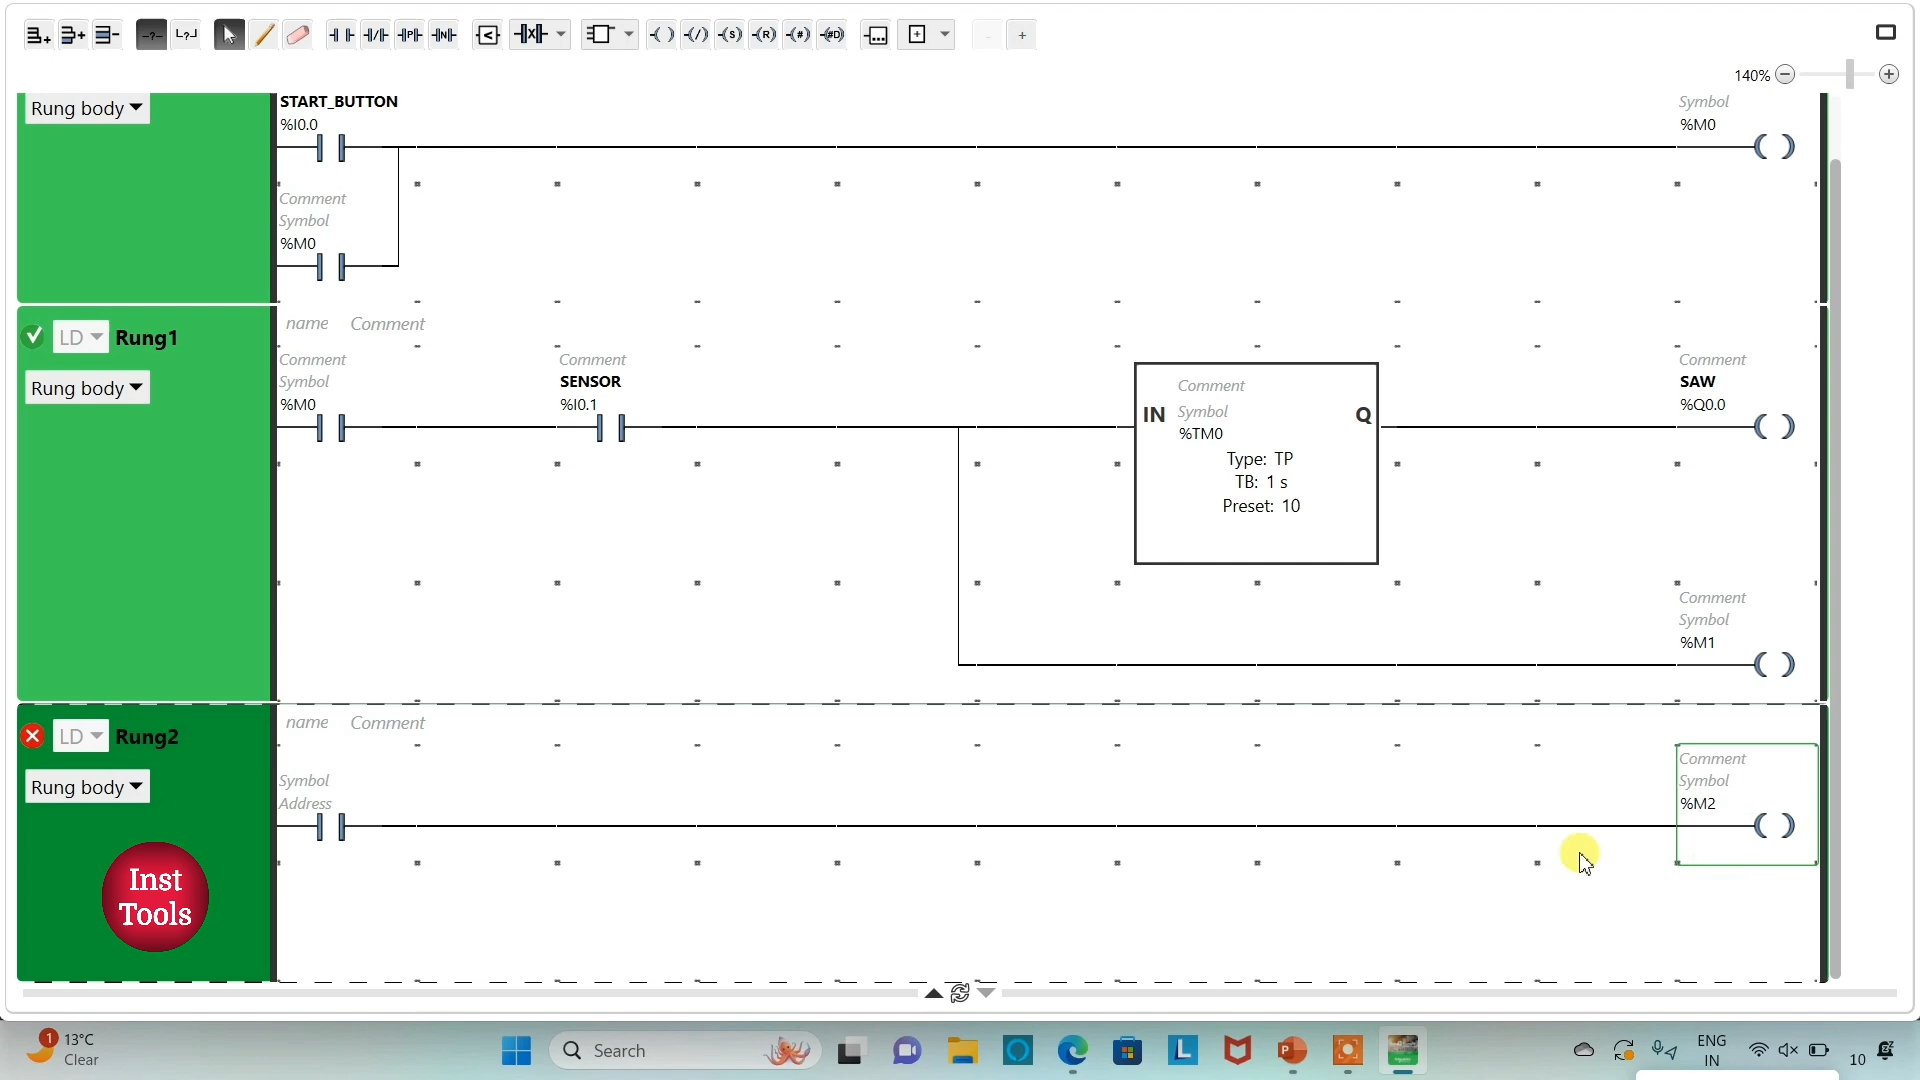 140%
Rung body
START_BUTTON
%I0.0
Symbol
%M0
Comment
Symbol
%M0
LD Rung1
name Comment
Rung body
Comment
Symbol
%M0
Comment
SENSOR
%I0.1
Comment
IN Symbol Q
%TM0
Type: TP
TB: 1 s
Preset: 10
Comment
SAW
%Q0.0
Comment
Symbol
%M1
LD Rung2
name Comment
Rung body
Symbol
Address
Comment
Symbol
%M2
Inst
Tools
1
13°C
Clear
Search
ENG
IN
10